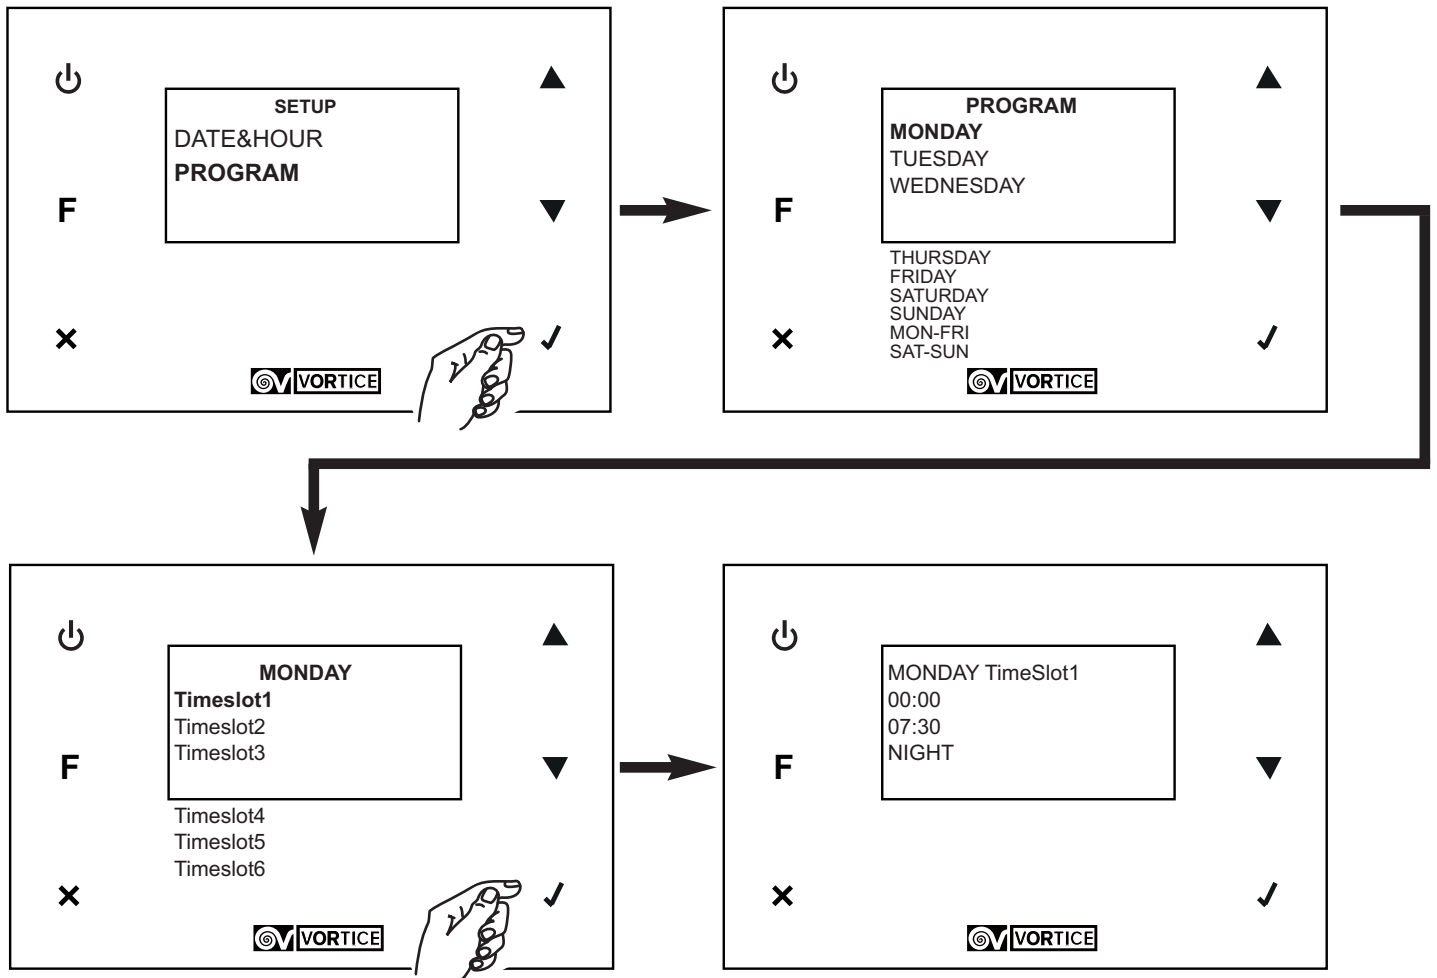 SETUP
DATE&HOUR
PROGRAM
F
VORTICE
PROGRAM
MONDAY
TUESDAY
WEDNESDAY
THURSDAY
FRIDAY
SATURDAY
SUNDAY
MON-FRI
SAT-SUN
F
VORTICE
MONDAY
Timeslot1
Timeslot2
Timeslot3
Timeslot4
Timeslot5
Timeslot6
F
VORTICE
MONDAY TimeSlot1
00:00
07:30
NIGHT
F
VORTICE